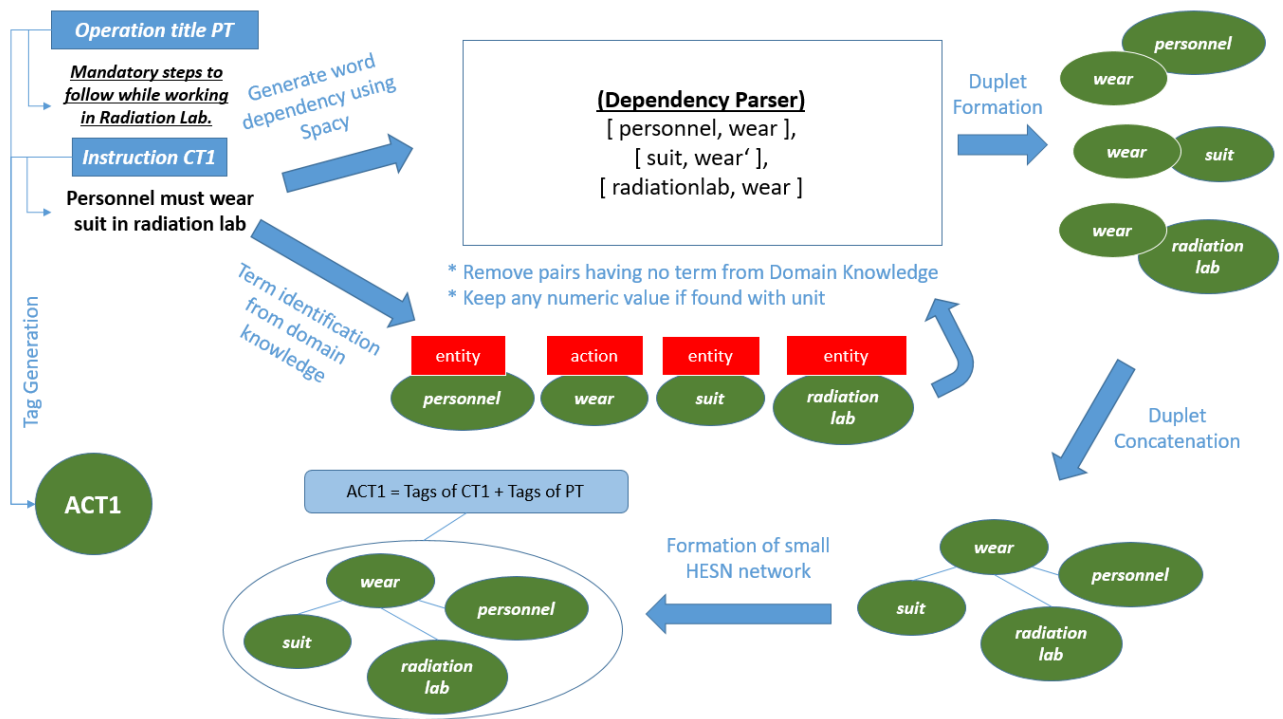 Operation title PT
Mandatory steps to
follow while working
in Radiation Lab.
Instruction CT1
Personnel must wear
suit in radiation lab
Tag Generation
ACT1
Generate word
dependency using
Spacy
Term identification
from domain
knowledge
(Dependency Parser)
[ personnel, wear ],
[ suit, wear‘ ],
[ radiationlab, wear ]
* Remove pairs having no term from Domain Knowledge
* Keep any numeric value if found with unit
entity
action
entity
entity
personnel
wear
suit
radiation
lab
Duplet
Formation
personnel
wear
wear
suit
wear
radiation
lab
Duplet
Concatenation
wear
personnel
suit
radiation
lab
Formation of small
HESN network
ACT1 = Tags of CT1 + Tags of PT
wear
personnel
suit
radiation
lab